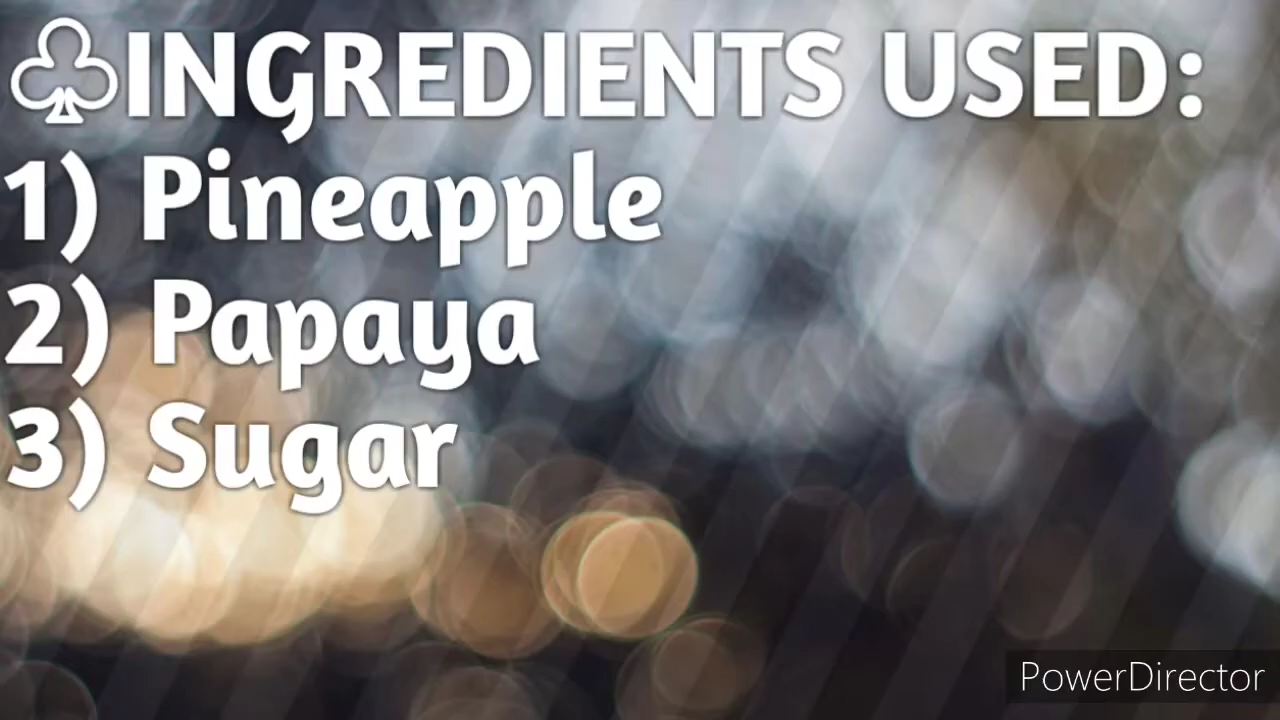 ♧INGREDIENTS USED:
1) Pineapple
2) Papaya
3) Sugar
PowerDirector